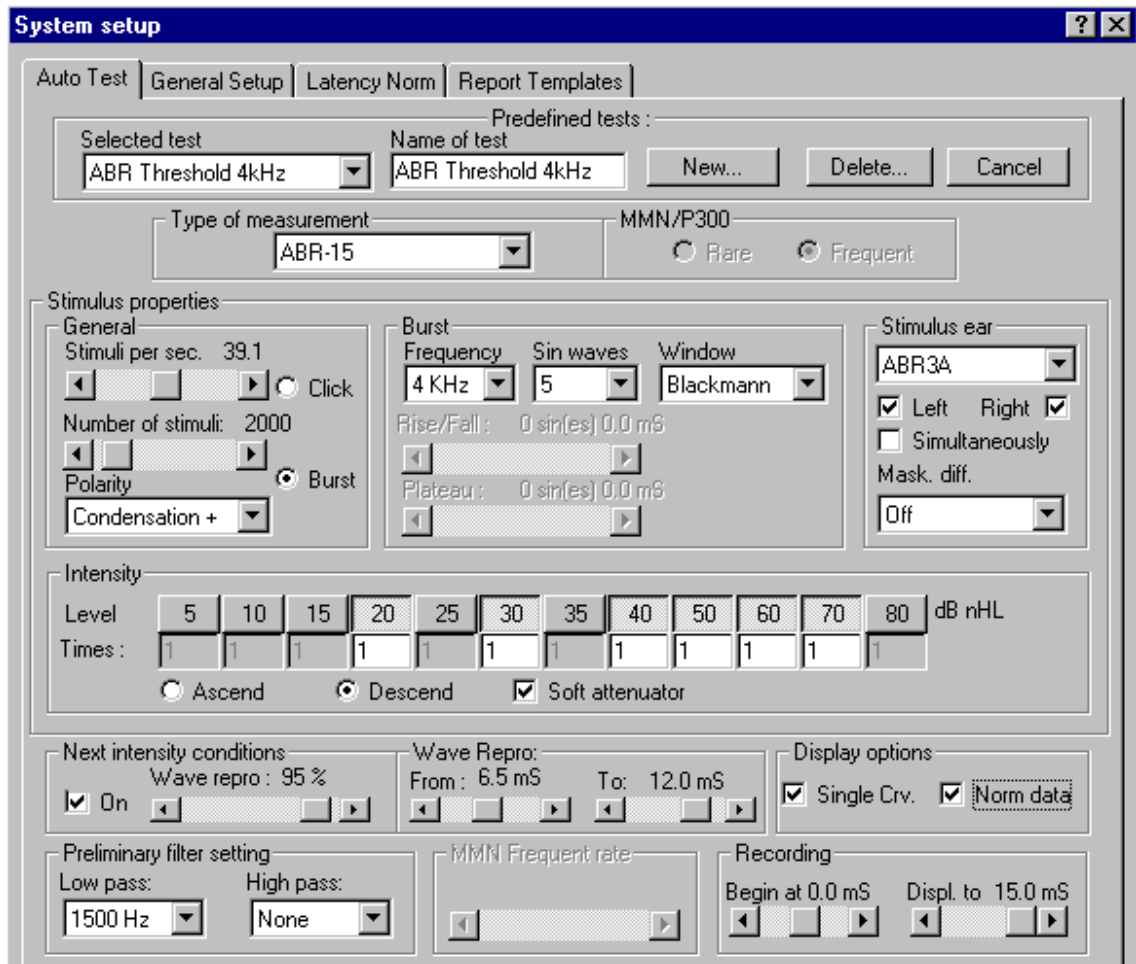 System setup
Auto Test General Setup Latency Norm Report Templates
Predefined tests :
Selected test Name of test
ABR Threshold 4kHz ABR Threshold 4kHz New... Delete... Cancel
Type of measurement MMN/P300
ABR-15 Rare Frequent
Stimulus properties
General Burst Stimulus ear
Stimuli per sec. 39.1 Frequency Sin waves Window
4 KHz 5 Blackmann ABR3A
Click
Left Right
Number of stimuli: 2000 Rise/Fall : 0 sin(es) 0.0 mS
Simultaneously
Burst
Polarity Plateau : 0 sin(es) 0.0 mS Mask. diff.
Condensation + Off
Intensity
Level 5 10 15 20 25 30 35 40 50 60 70 80 dB nHL
Times : 1 1 1 1 1 1 1 1 1 1 1 1
Ascend Descend Soft attenuator
Next intensity conditions Wave Repro: Display options
Wave repro : 95 % From : 6.5 mS To: 12.0 mS
On Single Crv. Norm data
Preliminary filter setting MMN Frequent rate Recording
Low pass: High pass: Begin at 0.0 mS Displ. to 15.0 mS
1500 Hz None